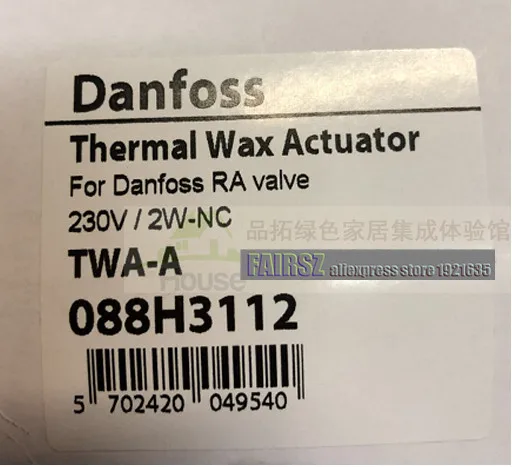 Danfoss
Thermal Wax Actuator
For Danfoss RA valve
230V / 2W-NC
品拓绿色家居集成体验馆
TWA-A
House
FAIRSZ aliexpress store 1921635
088H3112
5 702420 049540